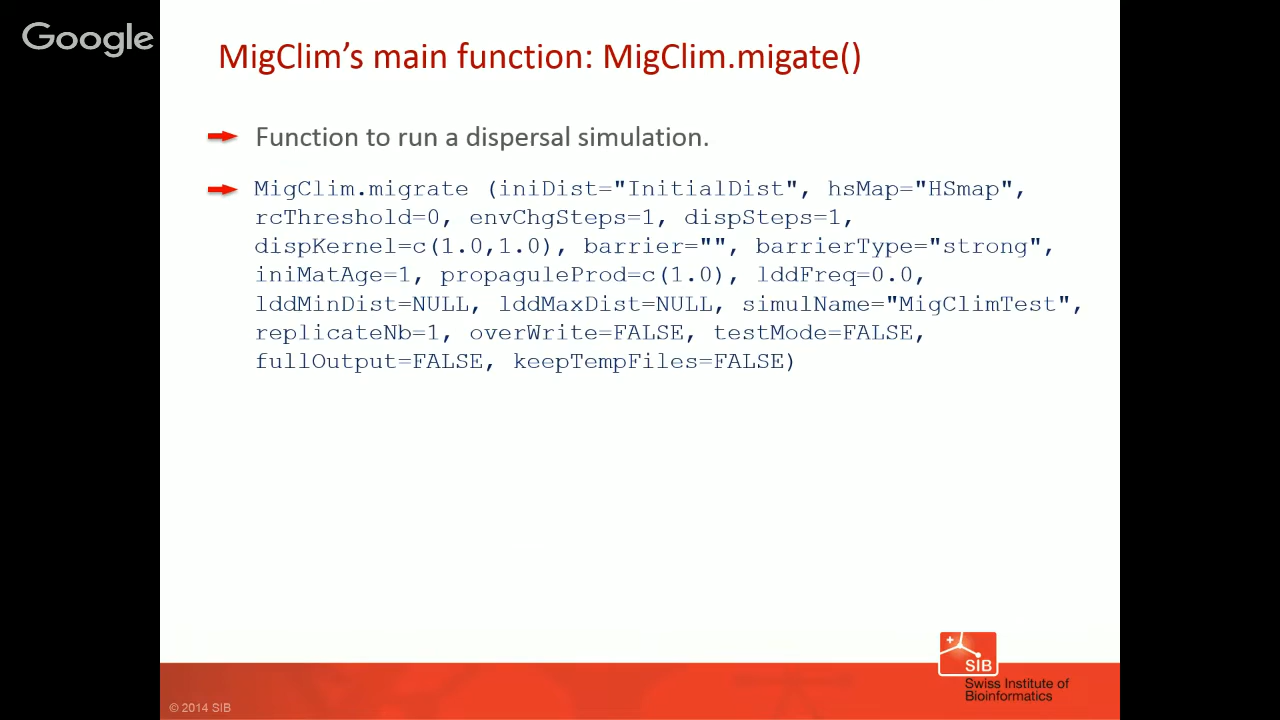 Google
MigClim’s main function: MigClim.migate()
Function to run a dispersal simulation.
MigClim.migrate (iniDist="InitialDist", hsMap="HSmap",
rcThreshold=0, envChgSteps=1, dispSteps=1,
dispKernel=c(1.0,1.0), barrier="", barrierType="strong",
iniMatAge=1, propaguleProd=c(1.0), lddFreq=0.0,
lddMinDist=NULL, lddMaxDist=NULL, simulName="MigClimTest",
replicateNb=1, overWrite=FALSE, testMode=FALSE,
fullOutput=FALSE, keepTempFiles=FALSE)
SIB
Swiss Institute of
Bioinformatics
© 2014 SIB